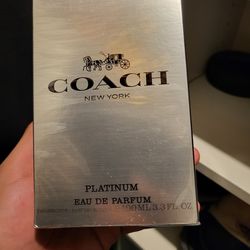 COACH
NEW YORK
PLATINUM
EAU DE PARFUM
100ML 3.3 FL OZ